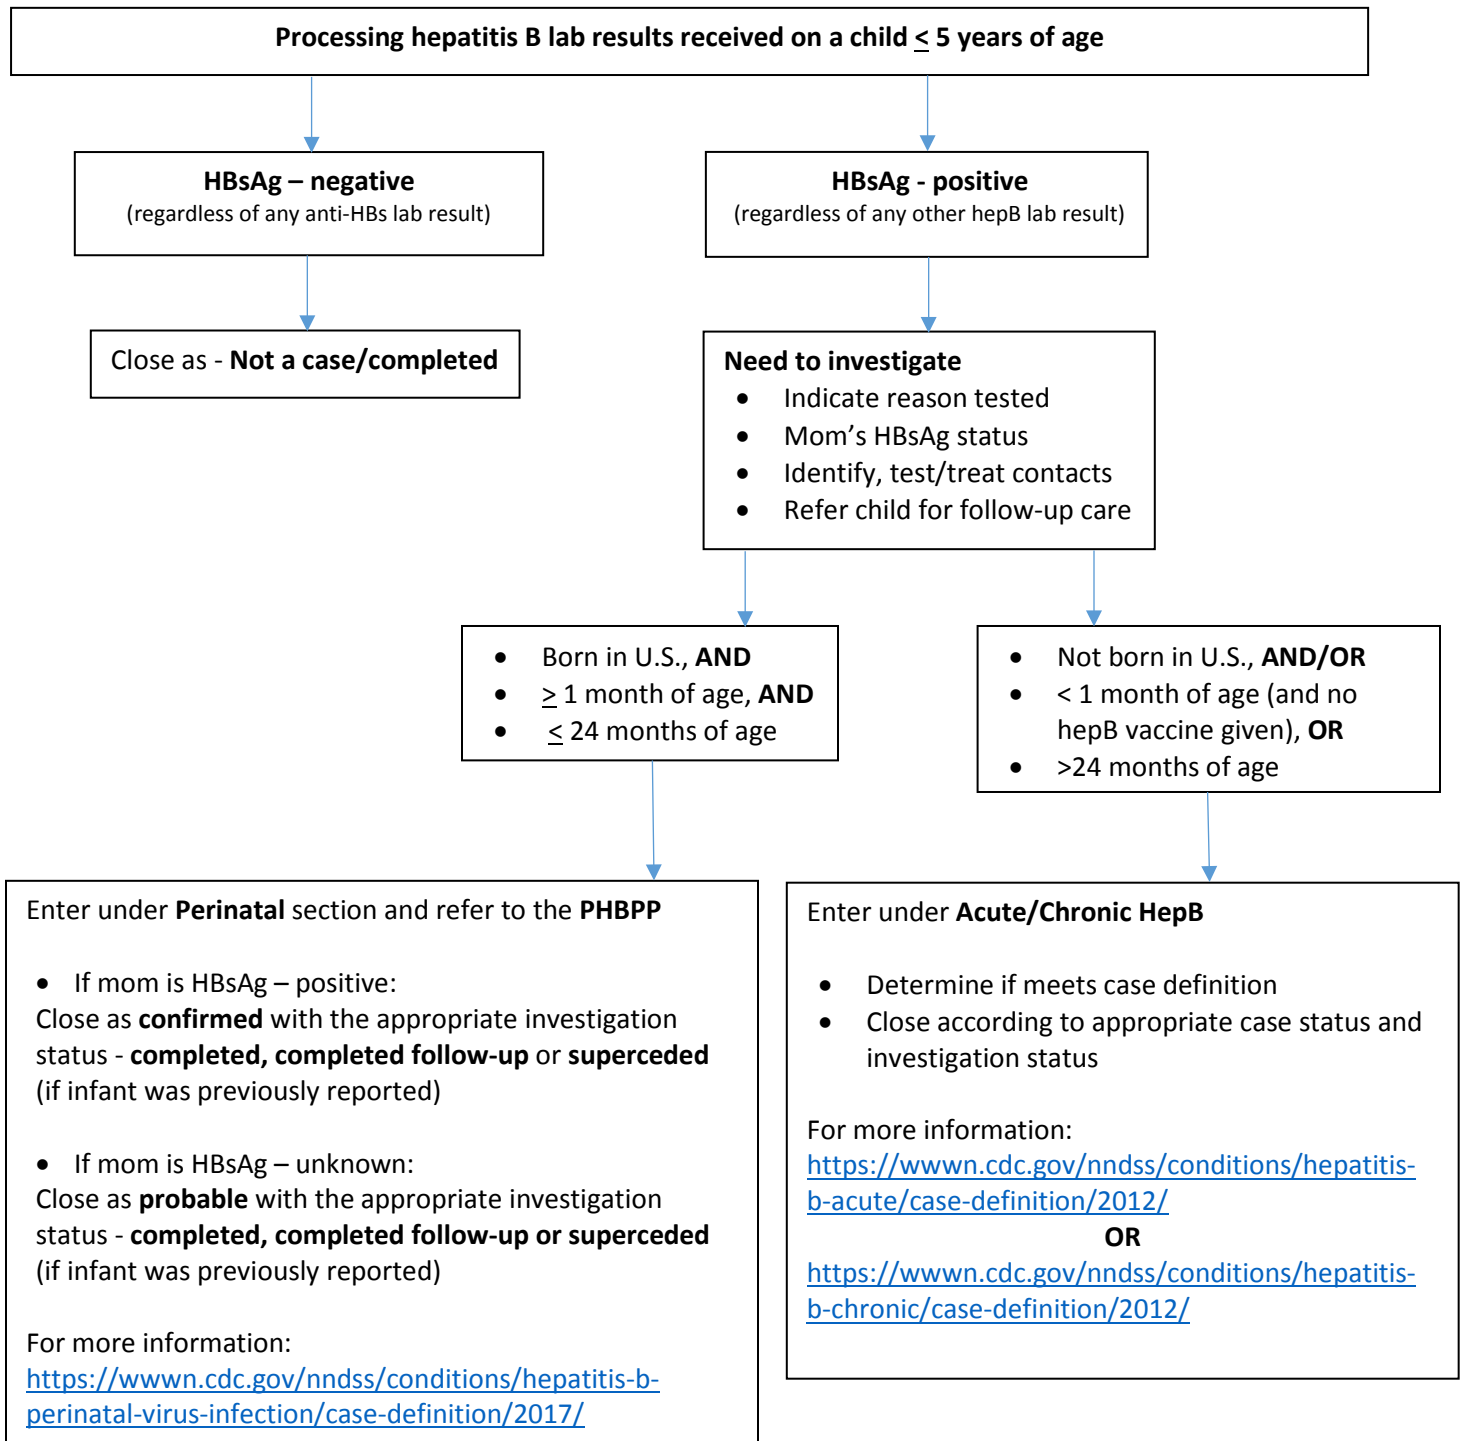 Processing hepatitis B lab results received on a child < 5 years of age
HBsAg – negative
(regardless of any anti-HBs lab result)
HBsAg - positive
(regardless of any other hepB lab result)
Close as - Not a case/completed
Need to investigate
• Indicate reason tested
• Mom's HBsAg status
• Identify, test/treat contacts
• Refer child for follow-up care
• Born in U.S., AND
• > 1 month of age, AND
• < 24 months of age
• Not born in U.S., AND/OR
• < 1 month of age (and no
hepB vaccine given), OR
• >24 months of age
Enter under Perinatal section and refer to the PHBPP
• If mom is HBsAg – positive:
Close as confirmed with the appropriate investigation
status - completed, completed follow-up or superceded
(if infant was previously reported)
• If mom is HBsAg – unknown:
Close as probable with the appropriate investigation
status - completed, completed follow-up or superceded
(if infant was previously reported)
For more information:
https://wwwn.cdc.gov/nndss/conditions/hepatitis-b-
perinatal-virus-infection/case-definition/2017/
Enter under Acute/Chronic HepB
• Determine if meets case definition
• Close according to appropriate case status and
investigation status
For more information:
https://wwwn.cdc.gov/nndss/conditions/hepatitis-
b-acute/case-definition/2012/
OR
https://wwwn.cdc.gov/nndss/conditions/hepatitis-
b-chronic/case-definition/2012/